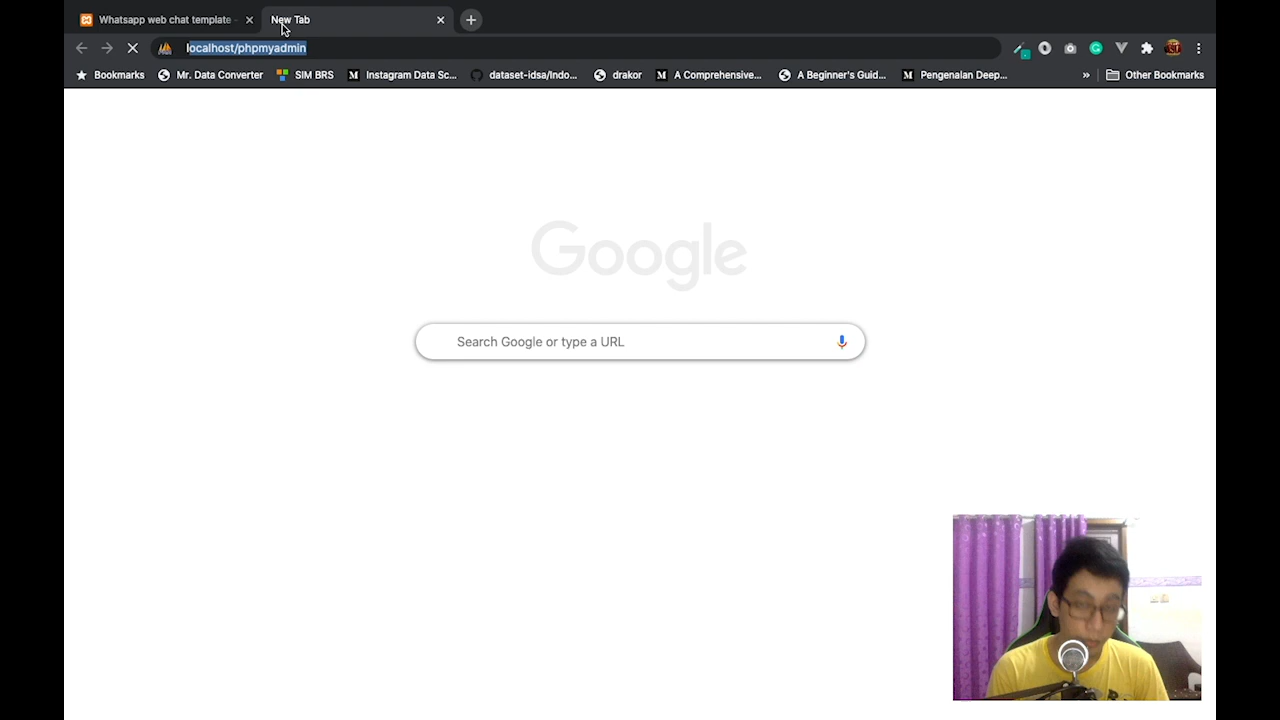 Whatsapp web chat template
New Tab
localhost/phpmyadmin
Bookmarks
Mr. Data Converter
SIM BRS
Instagram Data Sc...
dataset-idsa/Indo...
drakor
A Comprehensive...
A Beginner's Guid...
Pengenalan Deep...
»
Other Bookmarks
Google
Search Google or type a URL